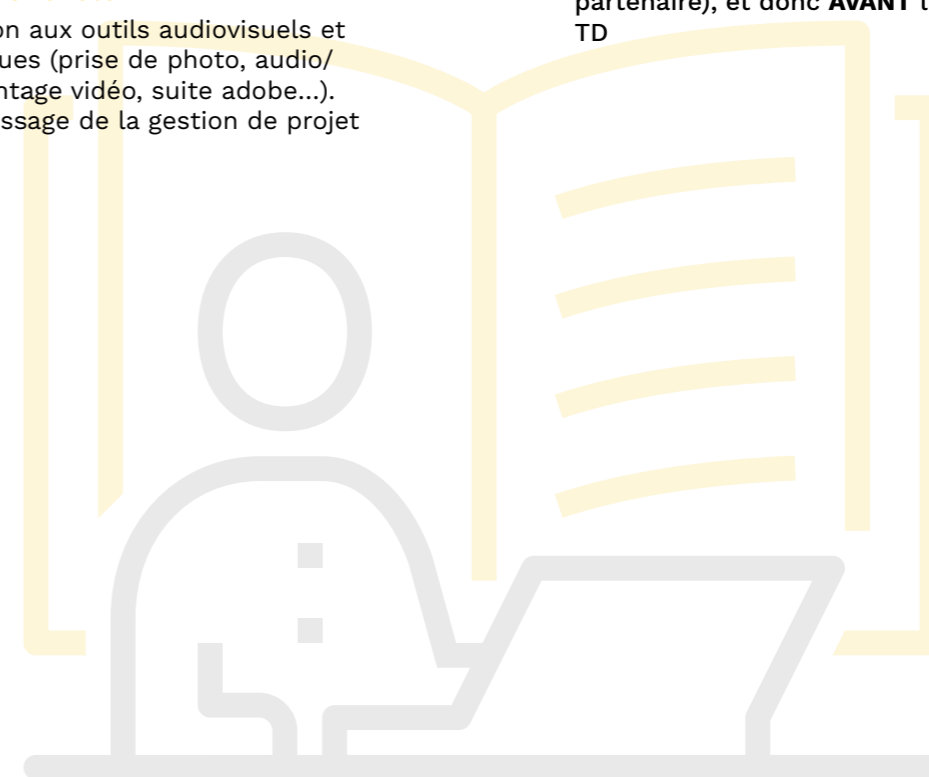 on aux outils audiovisuels et
ues (prise de photo, audio/
ntage vidéo, suite adobe...).
ssage de la gestion de projet
partenaire), et donc AVANT l
TD